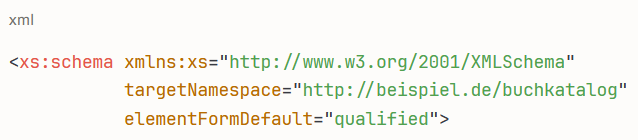 xml
<xs:schema xmlns:xs="http://www.w3.org/2001/XMLSchema"
targetNamespace="http://beispiel.de/buchkatalog"
elementFormDefault="qualified">